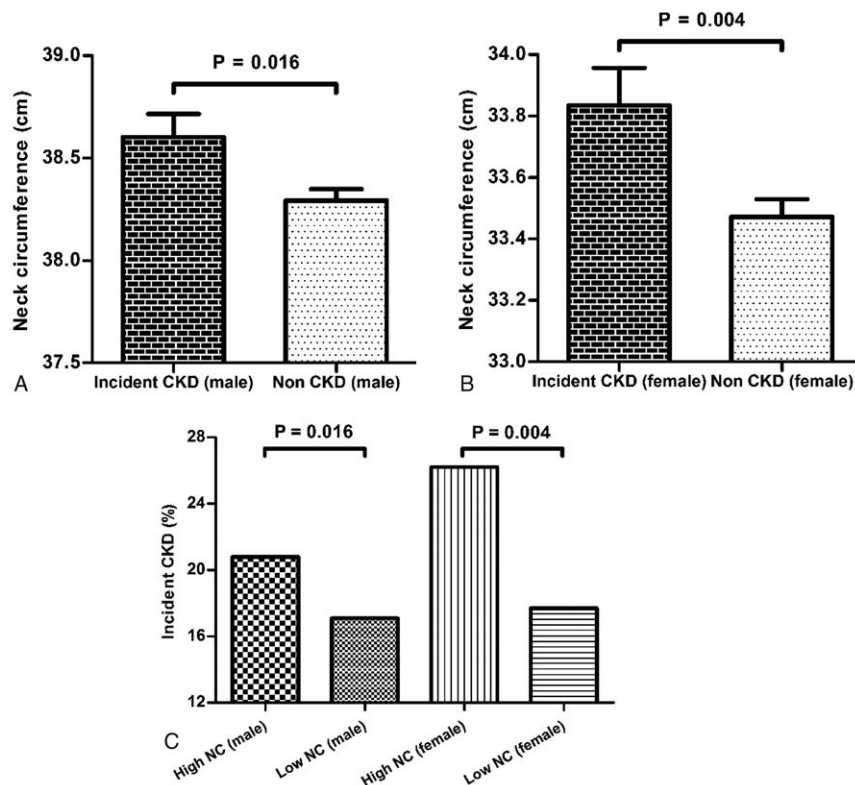 P = 0.016
39.0
38.5
38.0
37.5
Neck circumference (cm)
Incident CKD (male) Non CKD (male)
A
P = 0.004
34.0
33.8
33.6
33.4
33.2
33.0
Neck circumference (cm)
Incident CKD (female) Non CKD (female)
B
P = 0.016 P = 0.004
28
24
20
16
12
Incident CKD (%)
High NC (male) Low NC (male) High NC (female) Low NC (female)
C